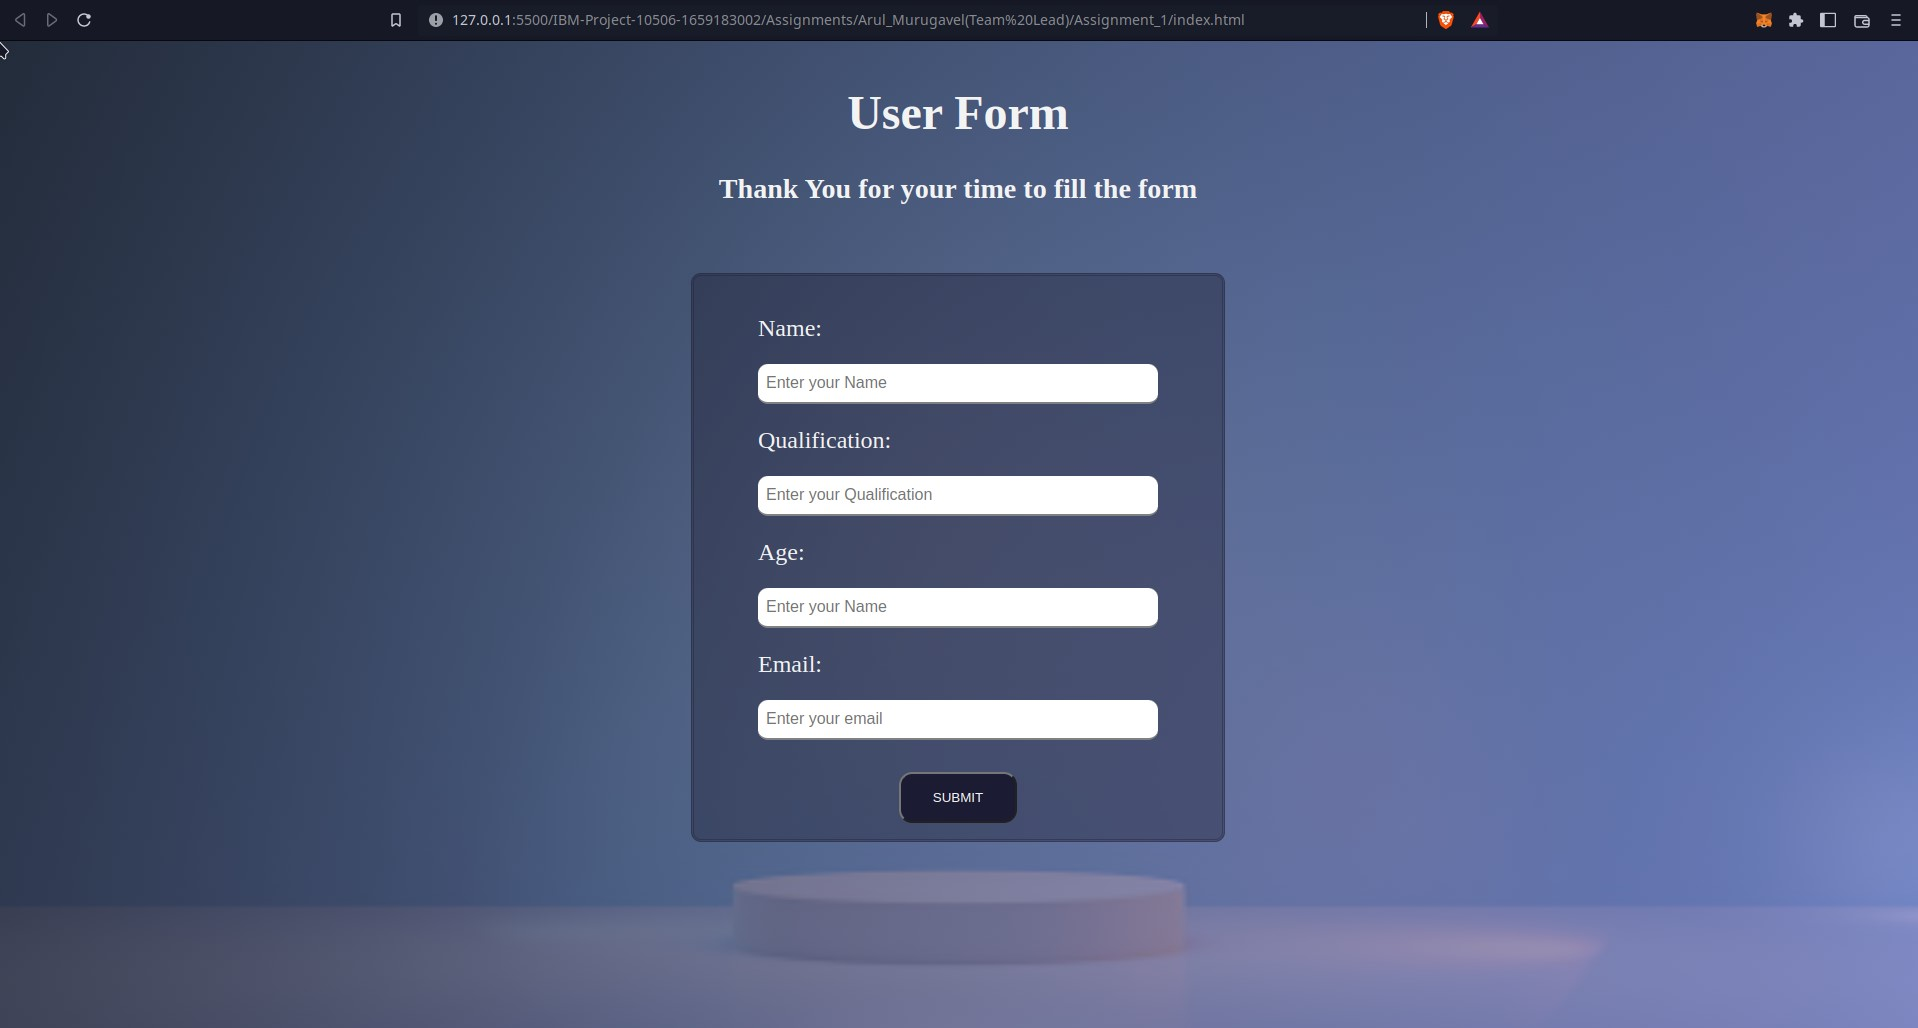 127.0.0.1:5500/IBM-Project-10506-1659183002/Assignments/Arul_Murugavel(Team%20Lead)/Assignment_1/index.html
User Form
Thank You for your time to fill the form
Name:
Enter your Name
Qualification:
Enter your Qualification
Age:
Enter your Name
Email:
Enter your email
SUBMIT